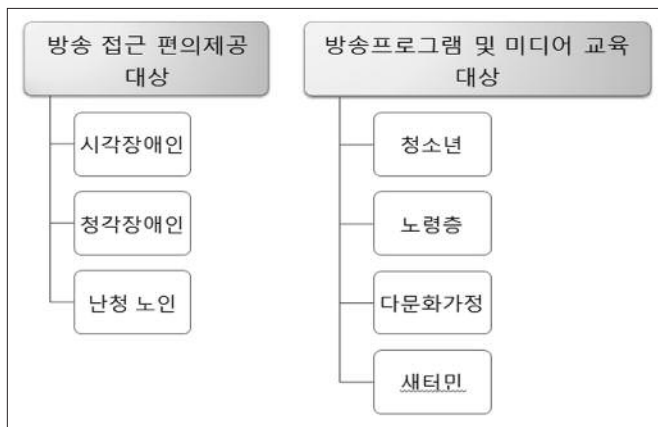 방송 접근 편의제공
대상
시각장애인
청각장애인
난청 노인
방송프로그램 및 미디어 교육
대상
청소년
노령층
다문화가정
새터민